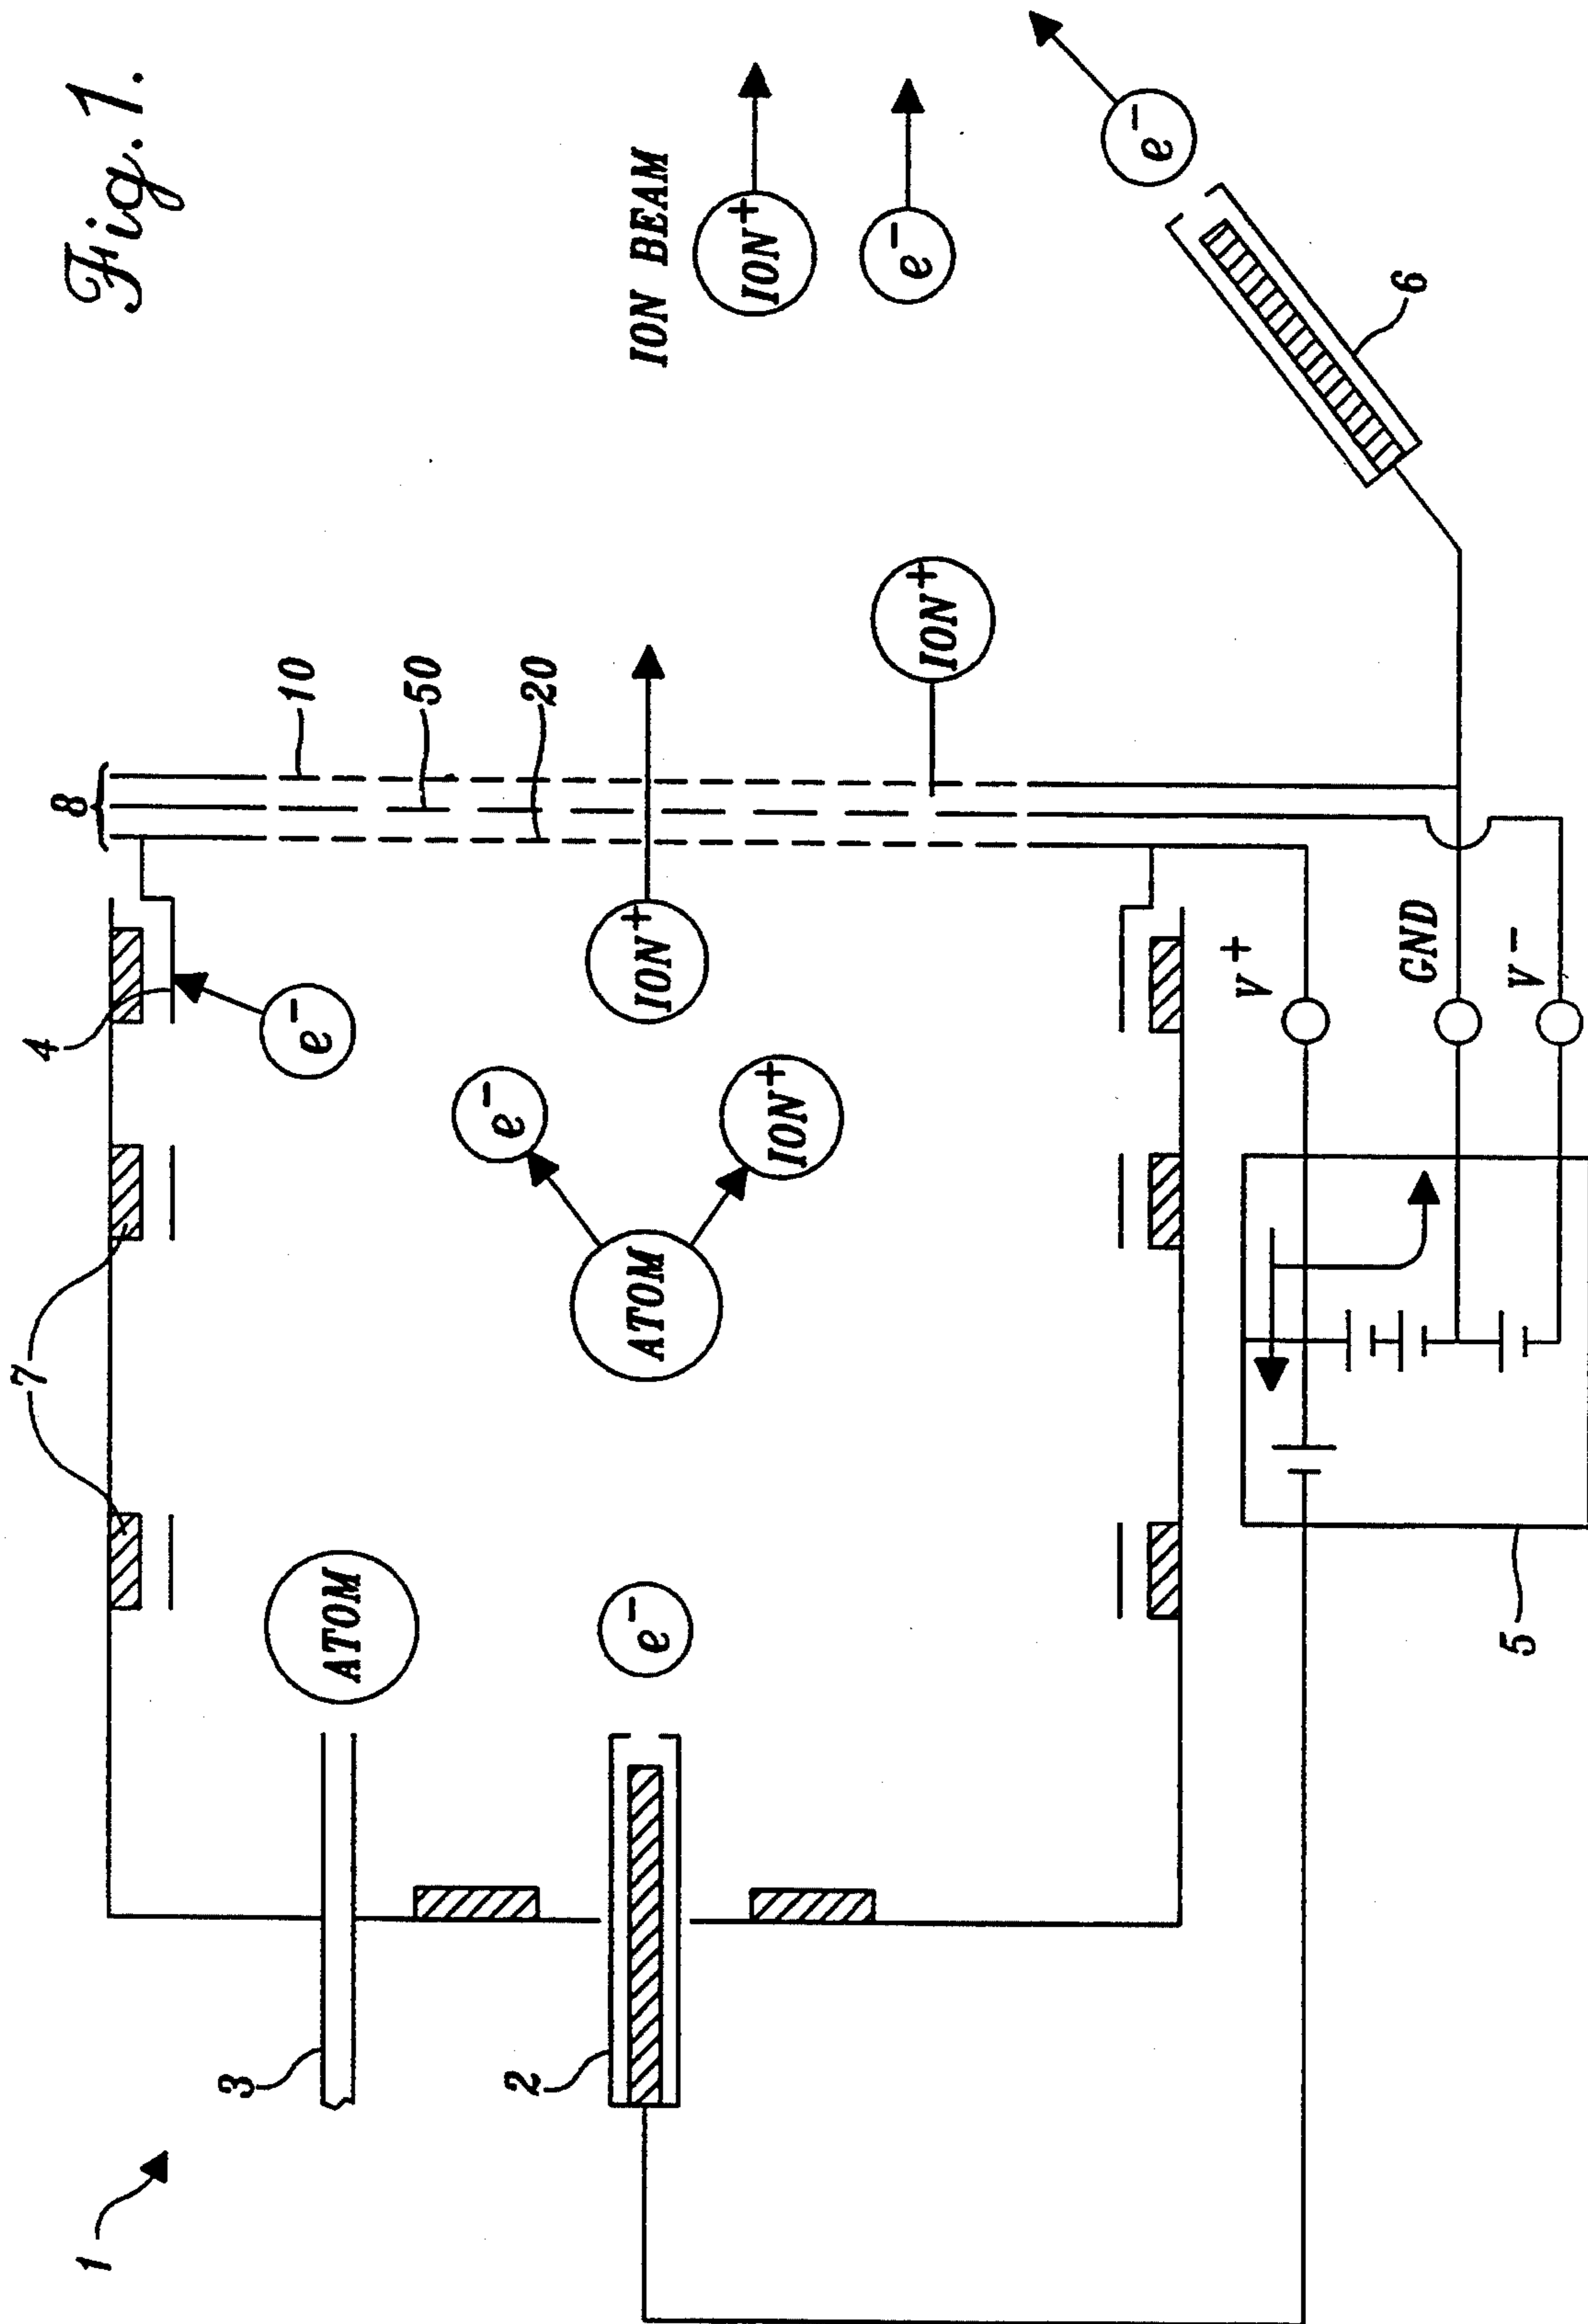 Fig. 1.
1
3
2
7
4
8
10
50
20
ATOM
e−
ATOM
e−
ION+
e−
ION+
ION+
ION BEAM
ION+
e−
e−
6
V+
GND
V−
5